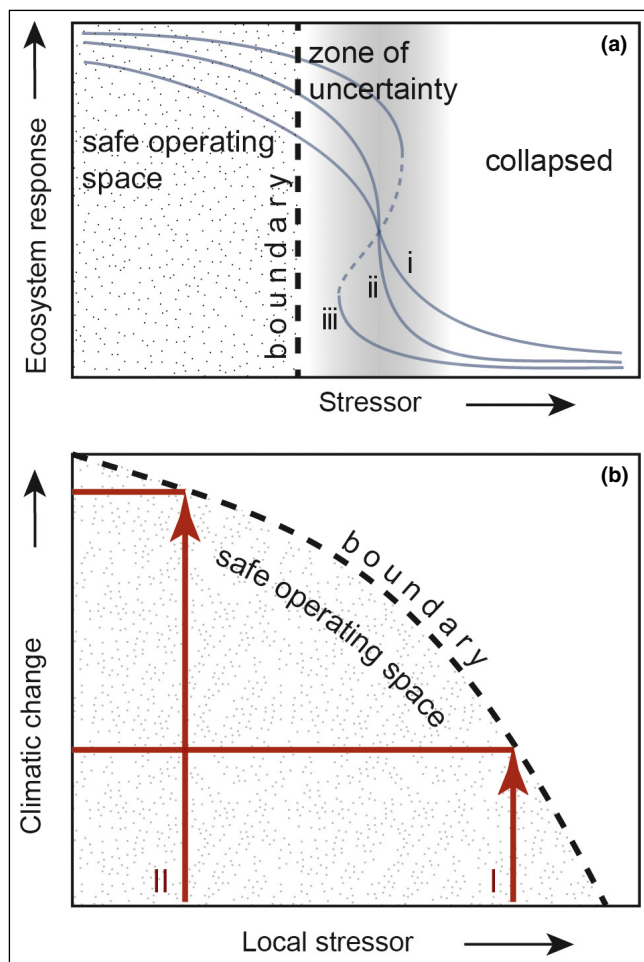 (a)
zone of
uncertainty
safe operating
space
collapsed
boundary
i
ii
iii
Ecosystem response
Stressor
(b)
boundary
safe operating space
II
I
Climatic change
Local stressor